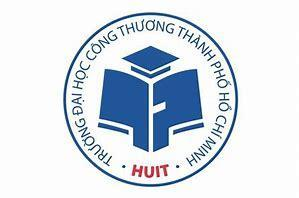 TRƯỜNG ĐẠI HỌC CÔNG THƯƠNG THÀNH PHỐ HỒ CHÍ MINH
HUIT